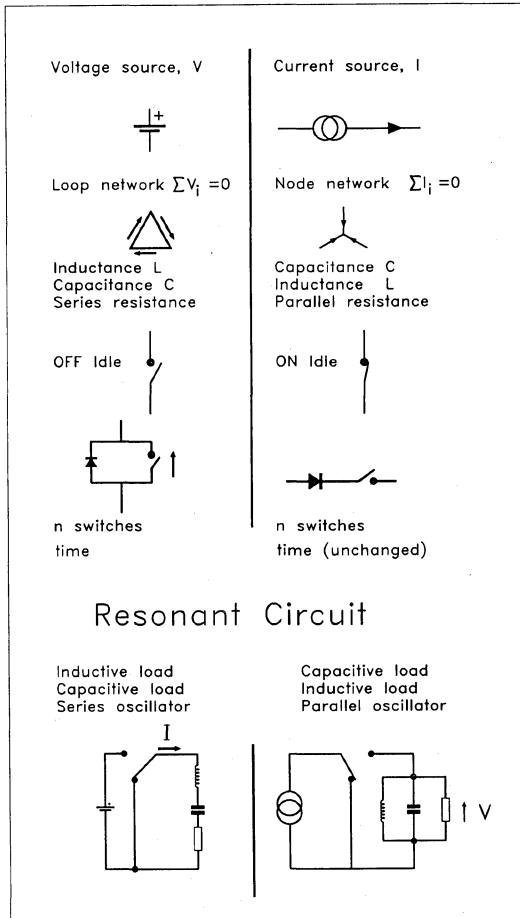 Voltage source, V
+
Loop network ∑Vi =0
Inductance L
Capacitance C
Series resistance
OFF Idle
n switches
time
Current source, I
Node network ∑Ii =0
Capacitance C
Inductance L
Parallel resistance
ON Idle
n switches
time (unchanged)
Resonant Circuit
Inductive load
Capacitive load
Series oscillator
I
Capacitive load
Inductive load
Parallel oscillator
V